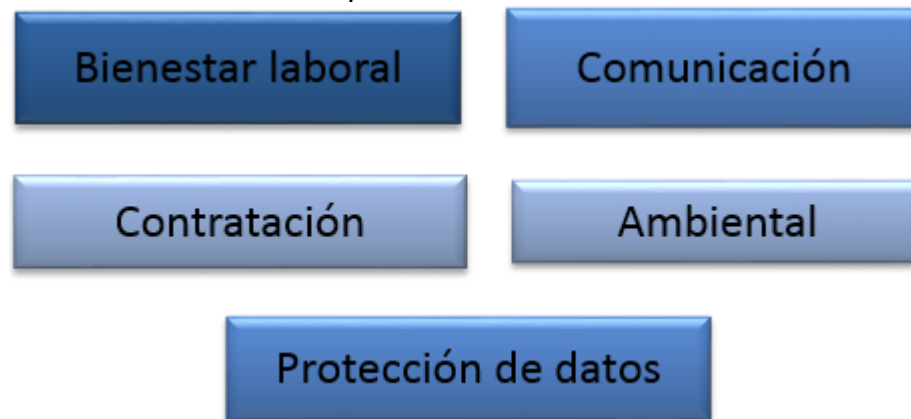 Bienestar laboral
Comunicación
Contratación
Ambiental
Protección de datos